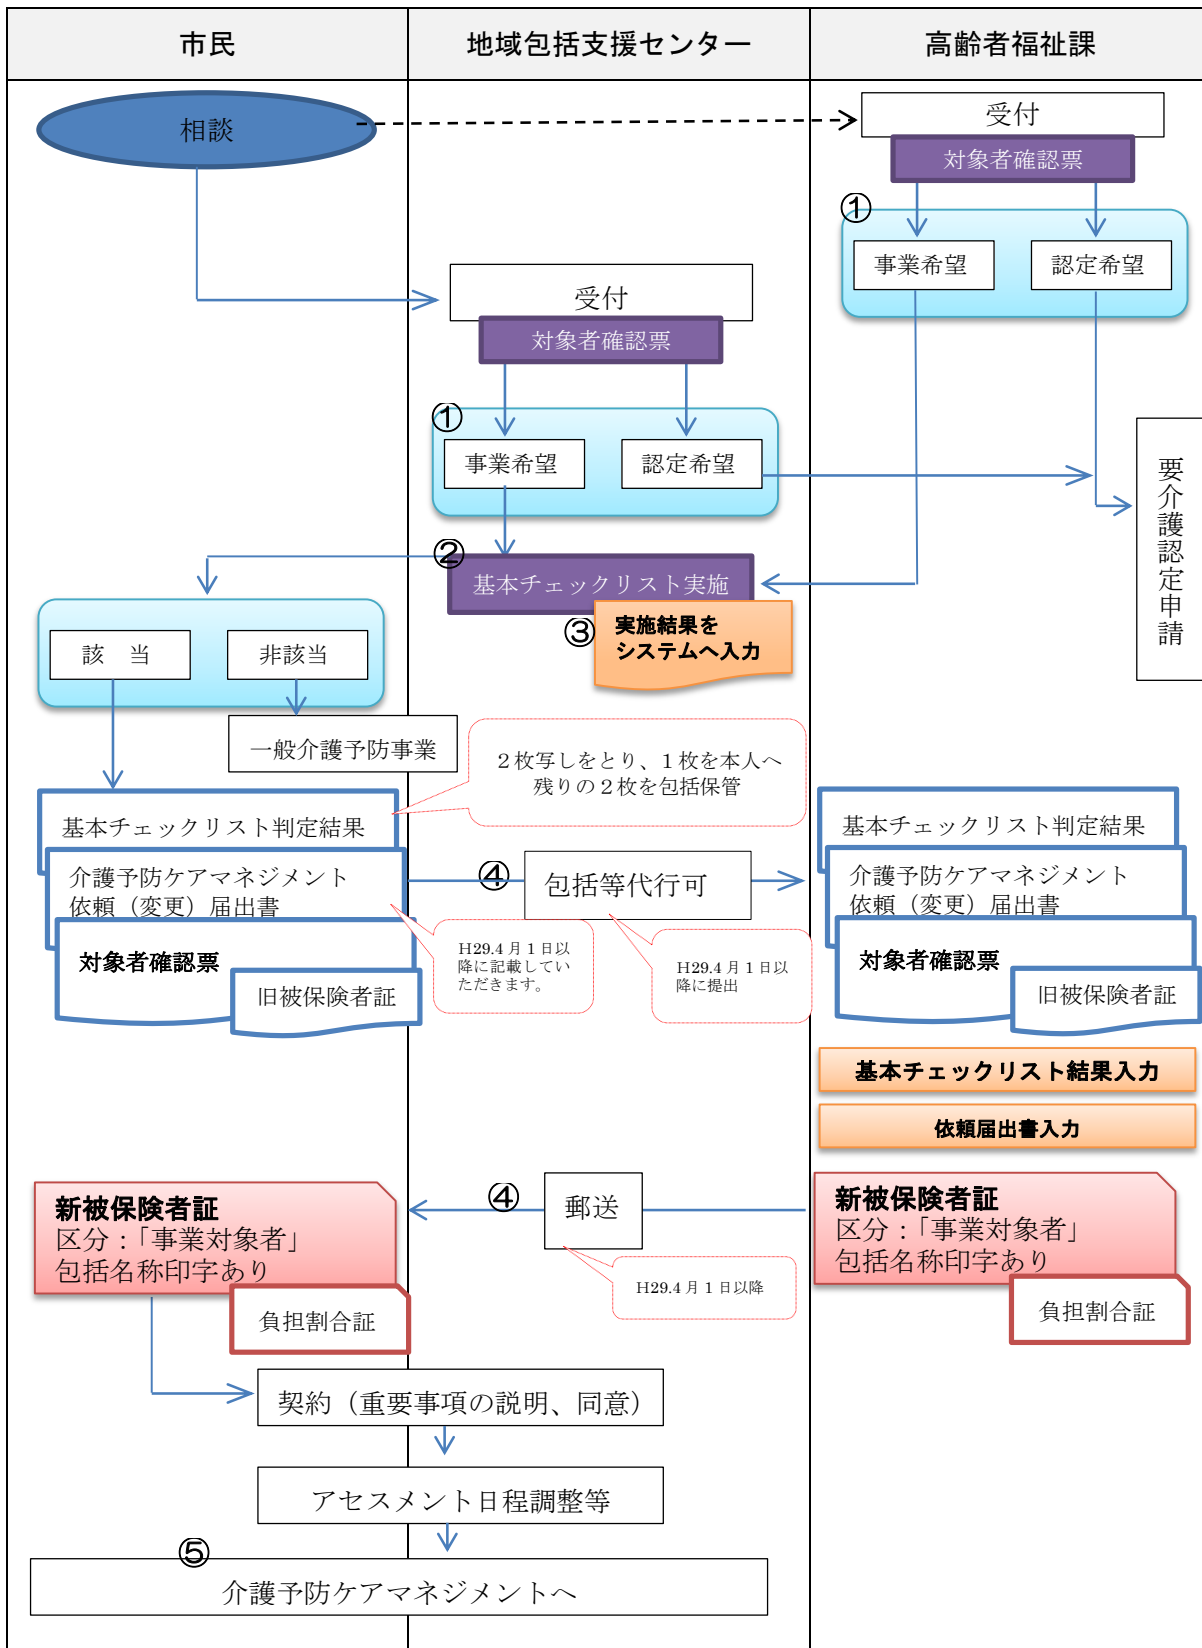 市民
地域包括支援センター
高齢者福祉課
相談
受付
対象者確認票
①
事業希望
認定希望
受付
対象者確認票
①
事業希望
認定希望
要介護認定申請
②
基本チェックリスト実施
③
実施結果を
システムへ入力
該　当
非該当
一般介護予防事業
２枚写しをとり、１枚を本人へ
残りの２枚を包括保管
基本チェックリスト判定結果
介護予防ケアマネジメント
依頼（変更）届出書
対象者確認票
旧被保険者証
④
包括等代行可
H29.4月１日以
降に記載してい
ただきます。
H29.4月１日以
降に提出
基本チェックリスト判定結果
介護予防ケアマネジメント
依頼（変更）届出書
対象者確認票
旧被保険者証
基本チェックリスト結果入力
依頼届出書入力
新被保険者証
区分：「事業対象者」
包括名称印字あり
負担割合証
④
郵送
H29.4月１日以降
新被保険者証
区分：「事業対象者」
包括名称印字あり
負担割合証
契約（重要事項の説明、同意）
アセスメント日程調整等
⑤
介護予防ケアマネジメントへ